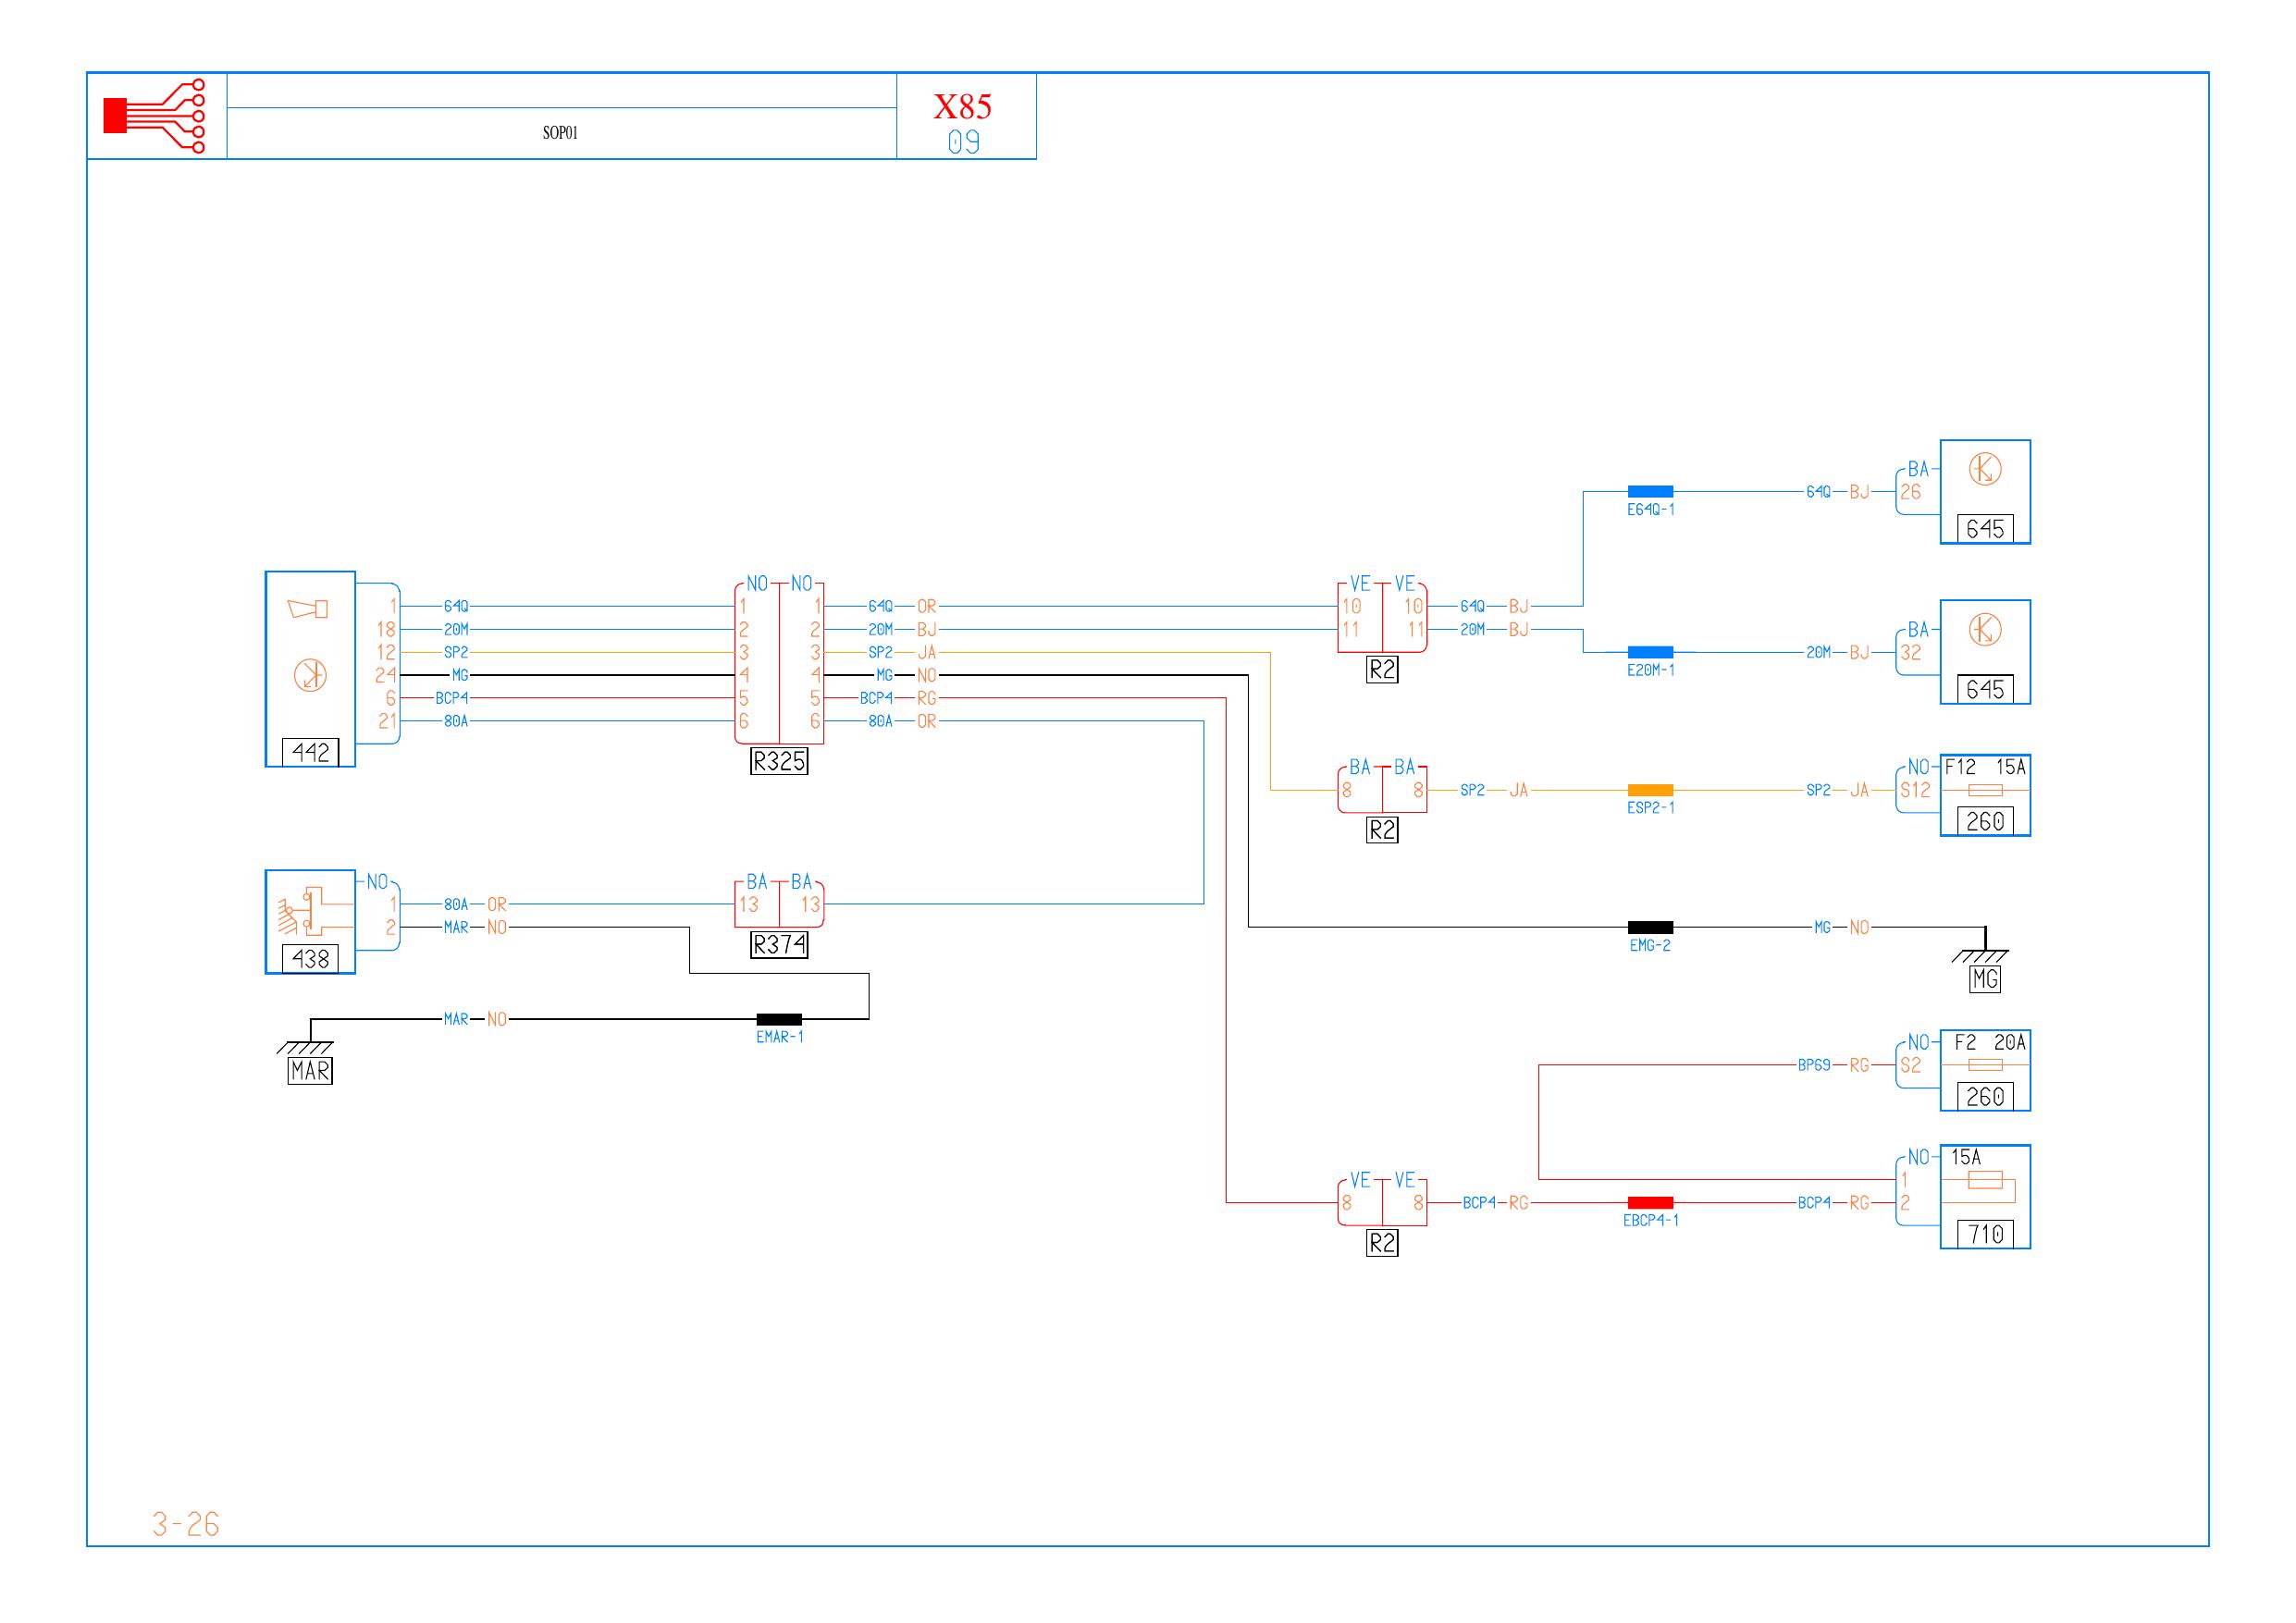 X85
SOP01
09
BA
64Q BJ 26
E64Q-1
645
NO NO VE VE
1 64Q 1 1 64Q OR 10 10 64Q BJ
18 20M 2 2 20M BJ 11 11 20M BJ
BA
12 SP2 3 3 SP2 JA
20M BJ 32
24 MG 4 4 MG NO
R2 E20M-1
6 BCP4 5 5 BCP4 RG
645
21 80A 6 6 80A OR
442 R325
BA BA NO F12 15A
8 8 SP2 JA SP2 JA S12
ESP2-1
R2 260
NO BA BA
1 80A OR 13 13
2 MAR NO MG NO
R374 EMG-2
438
MG
MAR NO
EMAR-1
MAR
NO F2 20A
BP69 RG S2
260
NO 15A
VE VE 1
8 8 BCP4 RG BCP4 RG 2
EBCP4-1
R2 710
3-26